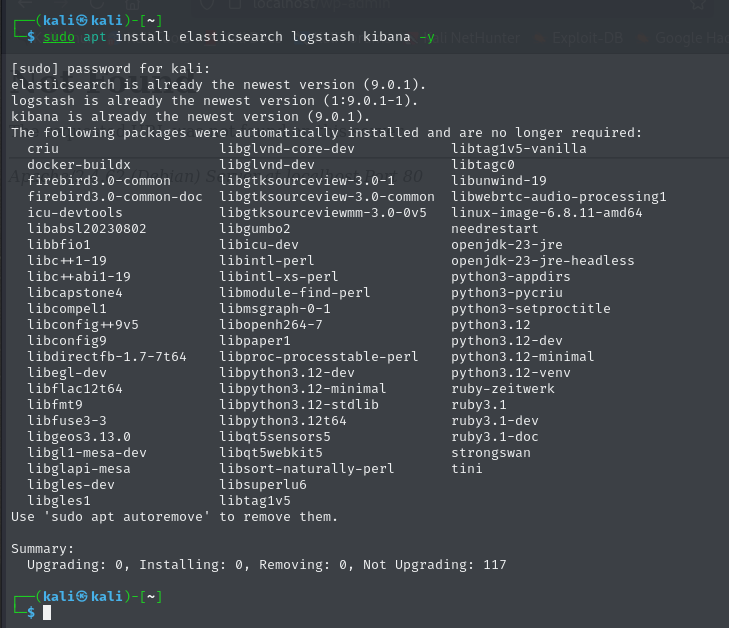 localhost/wp-admin
┌──(kali㉿kali)-[~]
└─$ sudo apt install elasticsearch logstash kibana -y
Kali NetHunter Exploit-DB Google Hac
[sudo] password for kali:
elasticsearch is already the newest version (9.0.1).
logstash is already the newest version (1:9.0.1-1).
kibana is already the newest version (9.0.1).
The following packages were automatically installed and are no longer required:
criu libglvnd-core-dev libtag1v5-vanilla
docker-buildx libglvnd-dev libtagc0
firebird3.0-common libgtksourceview-3.0-1 libunwind-19
firebird3.0-common-doc libgtksourceview-3.0-common libwebrtc-audio-processing1
icu-devtools libgtksourceviewmm-3.0-0v5 linux-image-6.8.11-amd64
libabsl20230802 libgumbo2 needrestart
libbfio1 libicu-dev openjdk-23-jre
libc++1-19 libintl-perl openjdk-23-jre-headless
libc++abi1-19 libintl-xs-perl python3-appdirs
libcapstone4 libmodule-find-perl python3-pycriu
libcompel1 libmsgraph-0-1 python3-setproctitle
libconfig++9v5 libopenh264-7 python3.12
libconfig9 libpaper1 python3.12-dev
libdirectfb-1.7-7t64 libproc-processtable-perl python3.12-minimal
libegl-dev libpython3.12-dev python3.12-venv
libflac12t64 libpython3.12-minimal ruby-zeitwerk
libfmt9 libpython3.12-stdlib ruby3.1
libfuse3-3 libpython3.12t64 ruby3.1-dev
libgeos3.13.0 libqt5sensors5 ruby3.1-doc
libgl1-mesa-dev libqt5webkit5 strongswan
libglapi-mesa libsort-naturally-perl tini
libgles-dev libsuperlu6
libgles1 libtag1v5
Use 'sudo apt autoremove' to remove them.
Summary:
Upgrading: 0, Installing: 0, Removing: 0, Not Upgrading: 117
┌──(kali㉿kali)-[~]
└─$